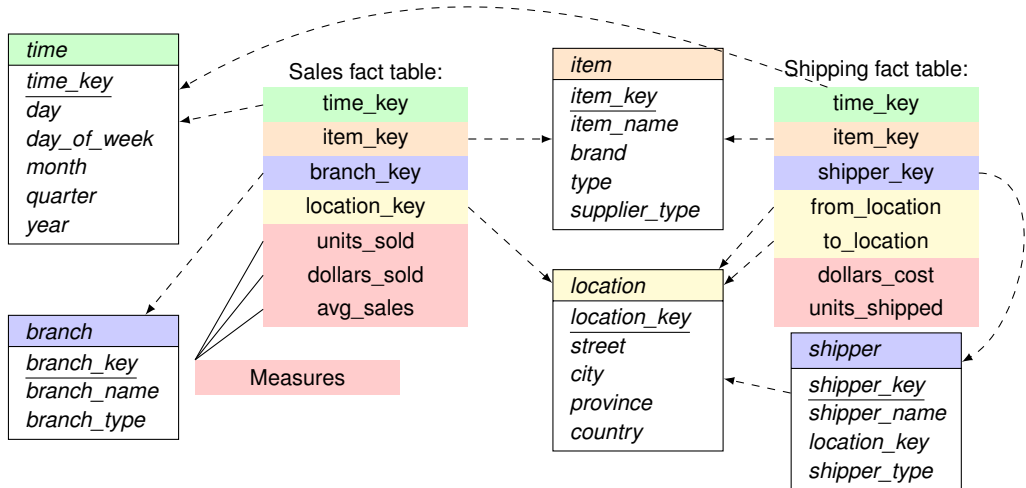 time
time_key
day
day_of_week
month
quarter
year
Sales fact table:
time_key
item_key
branch_key
location_key
units_sold
dollars_sold
avg_sales
Measures
branch
branch_key
branch_name
branch_type
item
item_key
item_name
brand
type
supplier_type
location
location_key
street
city
province
country
Shipping fact table:
time_key
item_key
shipper_key
from_location
to_location
dollars_cost
units_shipped
shipper
shipper_key
shipper_name
location_key
shipper_type